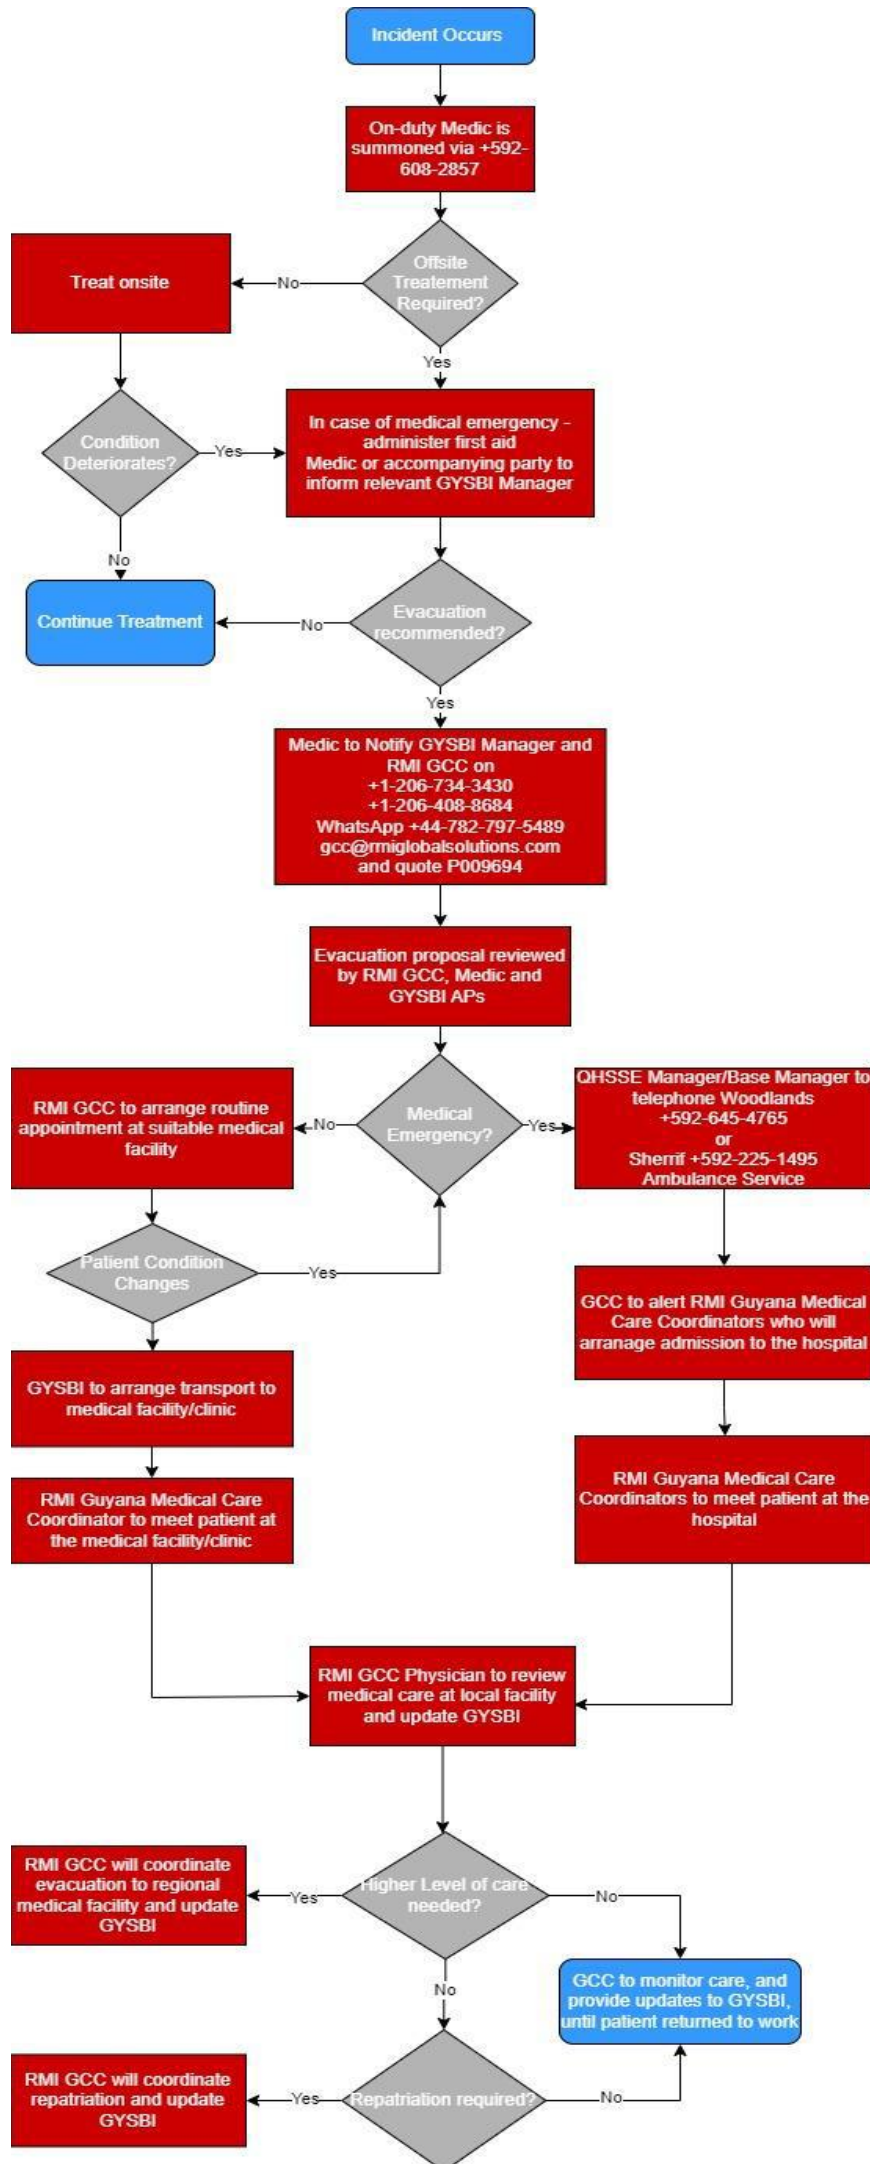 Incident Occurs
On-duty Medic is
summoned via +592-
608-2857
Offsite
Treatement
Required?
No
Treat onsite
Yes
Condition
Deteriorates?
Yes
In case of medical emergency -
administer first aid
Medic or accompanying party to
inform relevant GYSBI Manager
No
Continue Treatment
No
Evacuation
recommended?
Yes
Medic to Notify GYSBI Manager and
RMI GCC on
+1-206-734-3430
+1-206-408-8684
WhatsApp +44-782-797-5489
gcc@rmiglobalsolutions.com
and quote P009694
Evacuation proposal reviewed
by RMI GCC, Medic and
GYSBI APs
Medical
Emergency?
No
RMI GCC to arrange routine
appointment at suitable medical
facility
Yes
QHSSE Manager/Base Manager to
telephone Woodlands
+592-645-4765
or
Sherrif +592-225-1495
Ambulance Service
Patient Condition
Changes
Yes
GCC to alert RMI Guyana Medical
Care Coordinators who will
arranage admission to the hospital
GYSBI to arrange transport to
medical facility/clinic
RMI Guyana Medical Care
Coordinator to meet patient at
the medical facility/clinic
RMI Guyana Medical Care
Coordinators to meet patient at the
hospital
RMI GCC Physician to review
medical care at local facility
and update GYSBI
Higher Level of care
needed?
Yes
RMI GCC will coordinate
evacuation to regional
medical facility and update
GYSBI
No
No
GCC to monitor care, and
provide updates to GYSBI,
until patient returned to work
Repatriation required?
Yes
RMI GCC will coordinate
repatriation and update
GYSBI
No